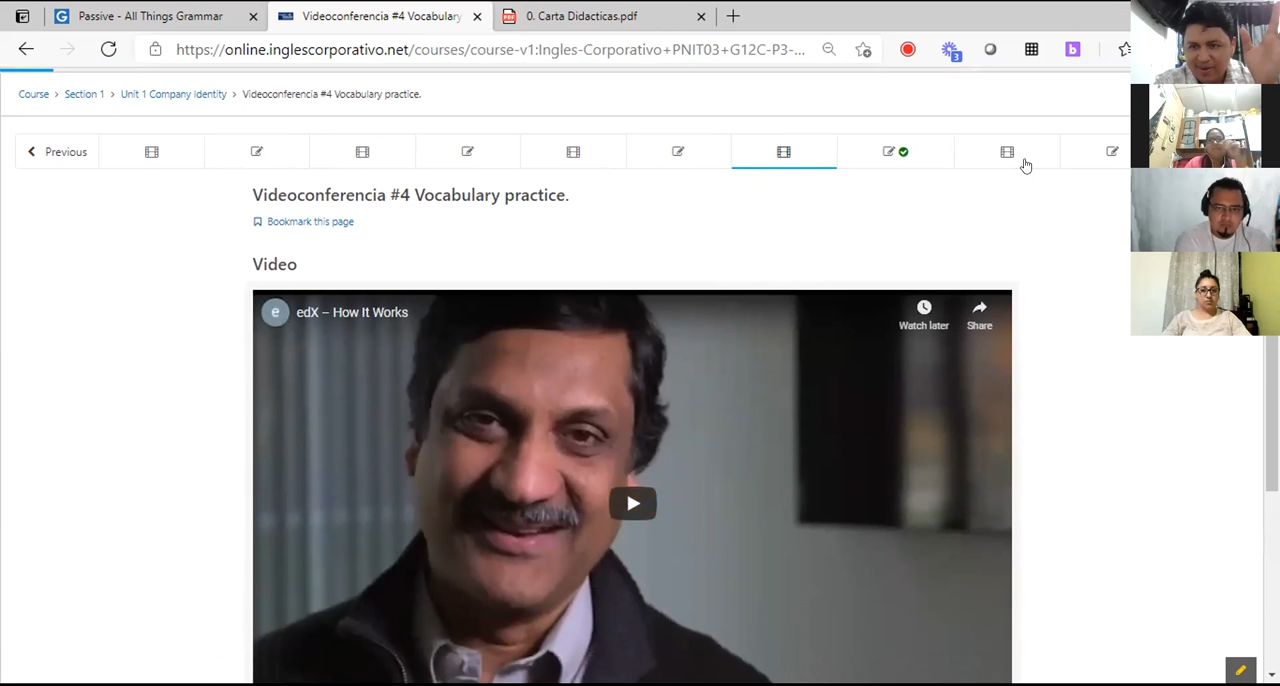 Passive - All Things Grammar
Videoconferencia #4 Vocabulary
0. Carta Didacticas.pdf
https://online.inglescorporativo.net/courses/course-v1:Ingles-Corporativo+PNIT03+G12C-P3-...
3
b
Course > Section 1 > Unit 1 Company Identity > Videoconferencia #4 Vocabulary practice.
Previous
Videoconferencia #4 Vocabulary practice.
Bookmark this page
Video
e
edX – How It Works
Watch later
Share